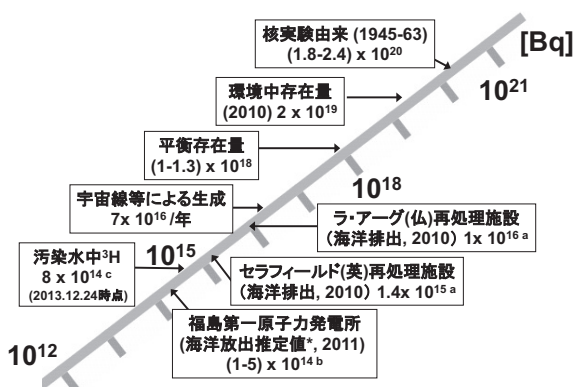 核実験由来 (1945-63)
(1.8-2.4) x 10²⁰
[Bq]
10²¹
環境中存在量
(2010) 2 x 10¹⁹
平衡存在量
(1-1.3) x 10¹⁸
10¹⁸
宇宙線等による生成
7x 10¹⁶ /年
ラ・アーグ(仏)再処理施設
(海洋排出, 2010) 1x 10¹⁶ ᵃ
10¹⁵
汚染水中³H
8 x 10¹⁴ ᶜ
(2013.12.24時点)
セラフィールド(英)再処理施設
(海洋排出, 2010) 1.4x 10¹⁵ ᵃ
福島第一原子力発電所
(海洋放出推定値*, 2011)
(1-5) x 10¹⁴ ᵇ
10¹²